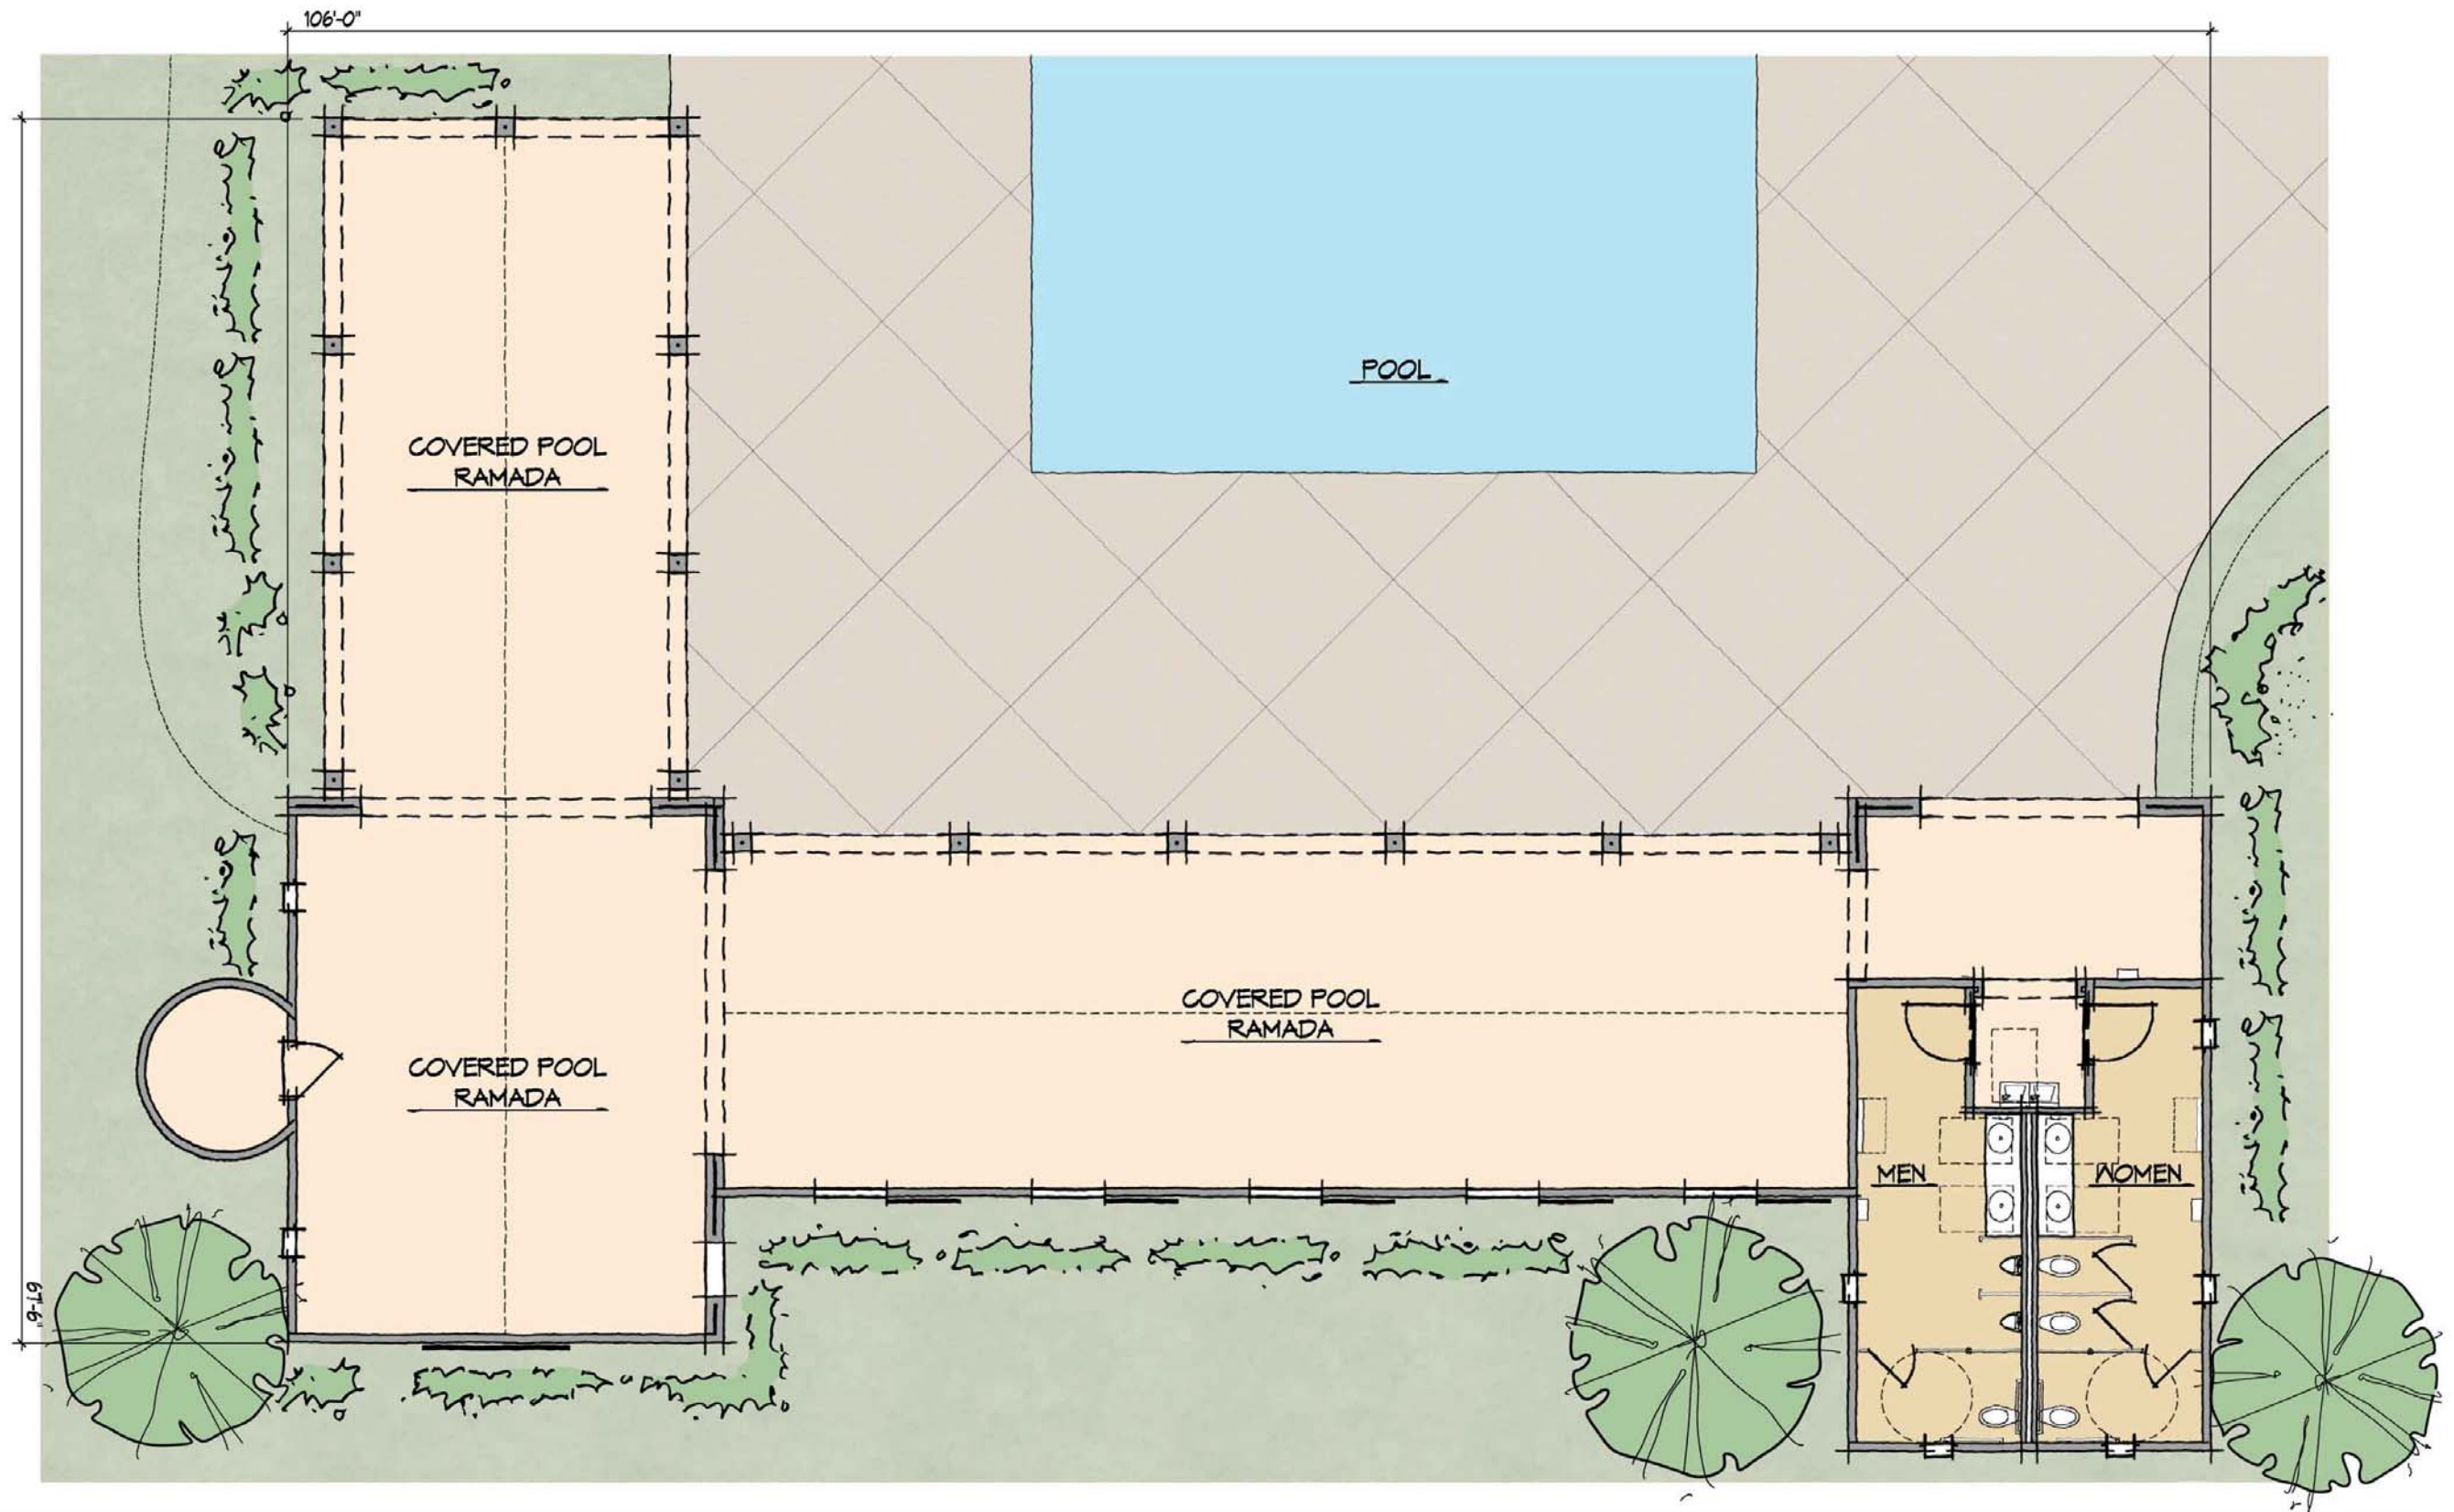 106'-0"
POOL
COVERED POOL
RAMADA
COVERED POOL
RAMADA
COVERED POOL
RAMADA
MEN
WOMEN
67'-6"